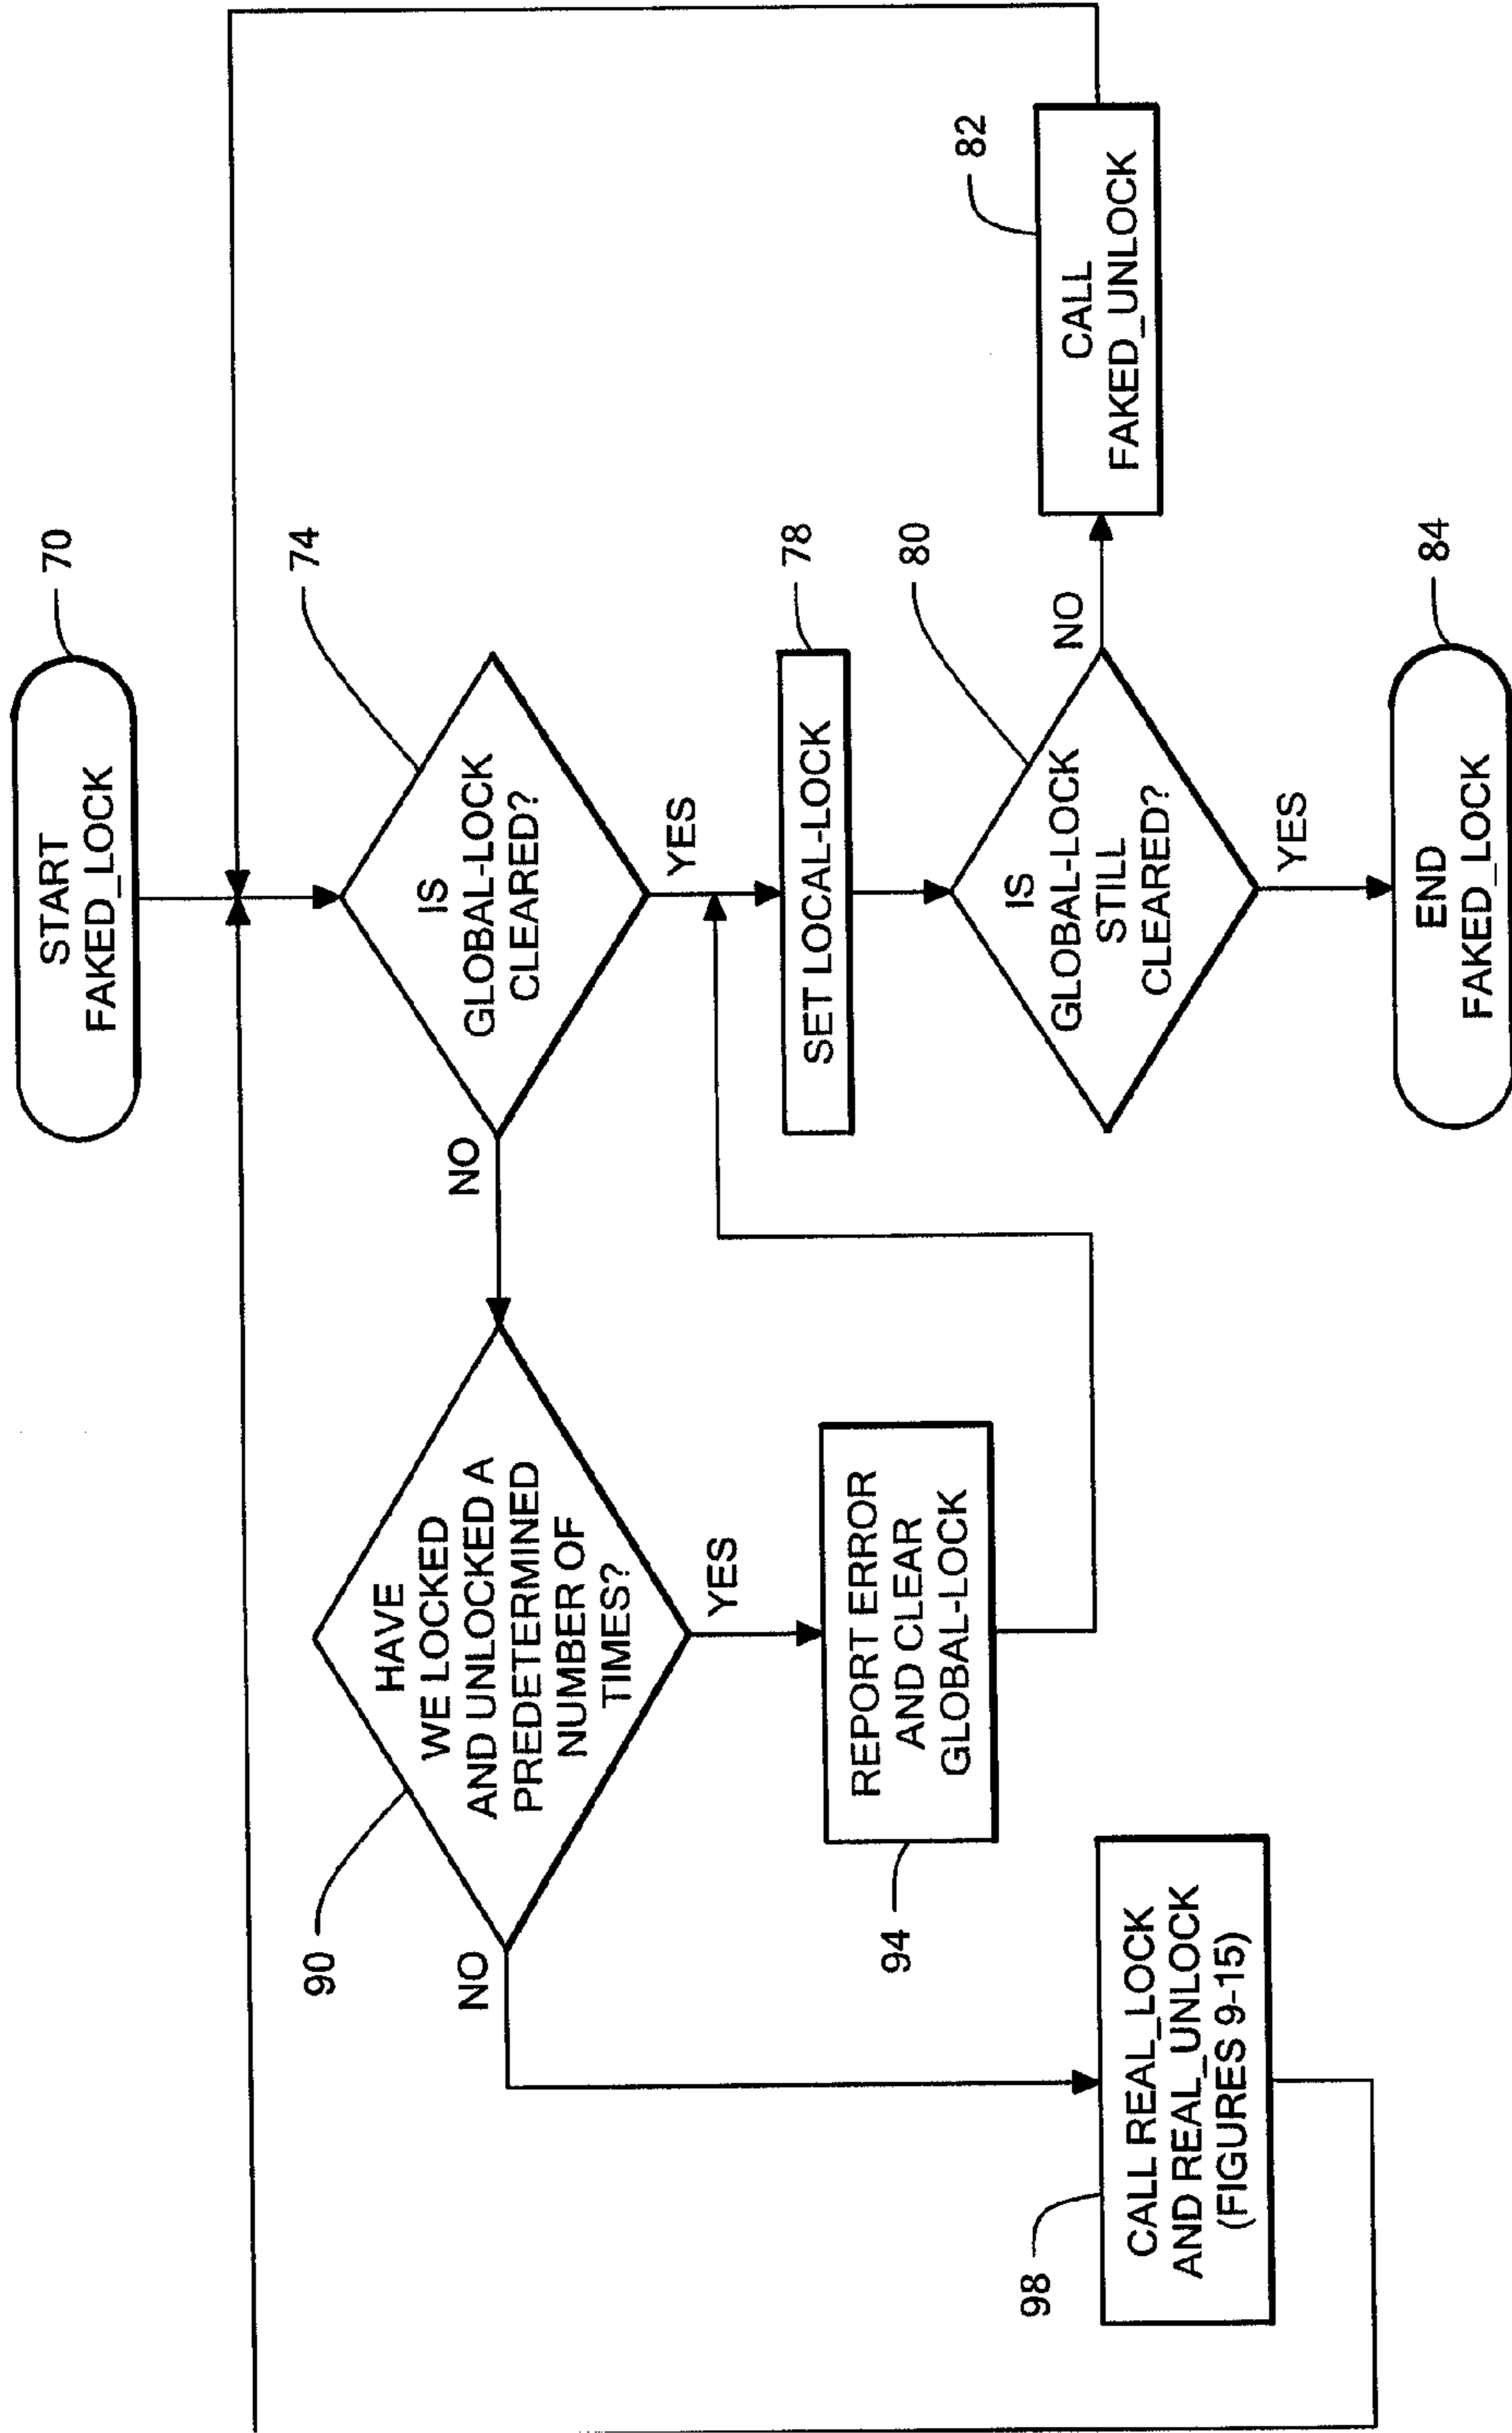 START
FAKED_LOCK
70
IS
GLOBAL-LOCK
CLEARED?
74
NO
YES
HAVE
WE LOCKED
AND UNLOCKED A
PREDETERMINED
NUMBER OF
TIMES?
90
NO
YES
SET LOCAL-LOCK
78
REPORT ERROR
AND CLEAR
GLOBAL-LOCK
94
IS
GLOBAL-LOCK
STILL
CLEARED?
80
NO
YES
CALL
FAKED_UNLOCK
82
CALL REAL_LOCK
AND REAL_UNLOCK
(FIGURES 9-15)
98
END
FAKED_LOCK
84